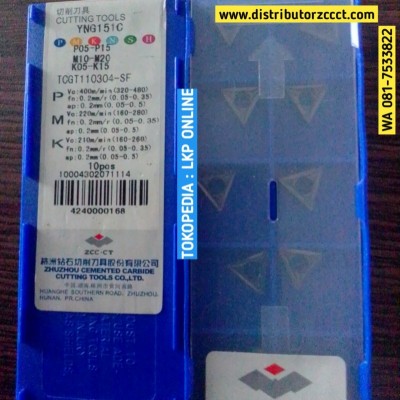 www.distributorzccct.com
WA 081-7533822
TOKOPEDIA : LKP ONLINE
切削刀具
CUTTING TOOLS
YNG151C
P M K N S H
P05-P15
M10-M20
K05-K15
TCGT110304-SF
P Vc:400m/min(320-480)
fn:0.2mm/r(0.05-0.35)
ap:0.2mm(0.05-0.5)
M Vc:220m/min(160-280)
fn:0.2mm/r(0.05-0.35)
ap:0.2mm(0.05-0.5)
K Vc:210m/min(160-260)
fn:0.2mm/r(0.05-0.35)
ap:0.2mm(0.05-0.5)
10pcs
10004302071114
4240000168
ZCC·CT
株洲钻石切削刀具股份有限公司
ZHUZHOU CEMENTED CARBIDE
CUTTING TOOLS CO.,LTD.
HUANGHE SOUTHERN ROAD, ZHUZHOU,
HUNAN, PR.CHINA